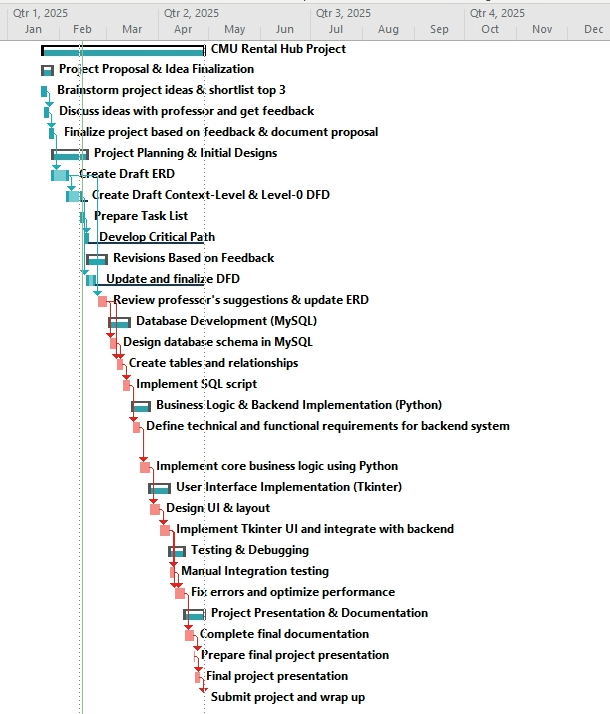 Qtr 1, 2025 Qtr 2, 2025 Qtr 3, 2025 Qtr 4, 2025
Jan Feb Mar Apr May Jun Jul Aug Sep Oct Nov Dec
CMU Rental Hub Project
Project Proposal & Idea Finalization
Brainstorm project ideas & shortlist top 3
Discuss ideas with professor and get feedback
Finalize project based on feedback & document proposal
Project Planning & Initial Designs
Create Draft ERD
Create Draft Context-Level & Level-0 DFD
Prepare Task List
Develop Critical Path
Revisions Based on Feedback
Update and finalize DFD
Review professor's suggestions & update ERD
Database Development (MySQL)
Design database schema in MySQL
Create tables and relationships
Implement SQL script
Business Logic & Backend Implementation (Python)
Define technical and functional requirements for backend system
Implement core business logic using Python
User Interface Implementation (Tkinter)
Design UI & layout
Implement Tkinter UI and integrate with backend
Testing & Debugging
Manual Integration testing
Fix errors and optimize performance
Project Presentation & Documentation
Complete final documentation
Prepare final project presentation
Final project presentation
Submit project and wrap up